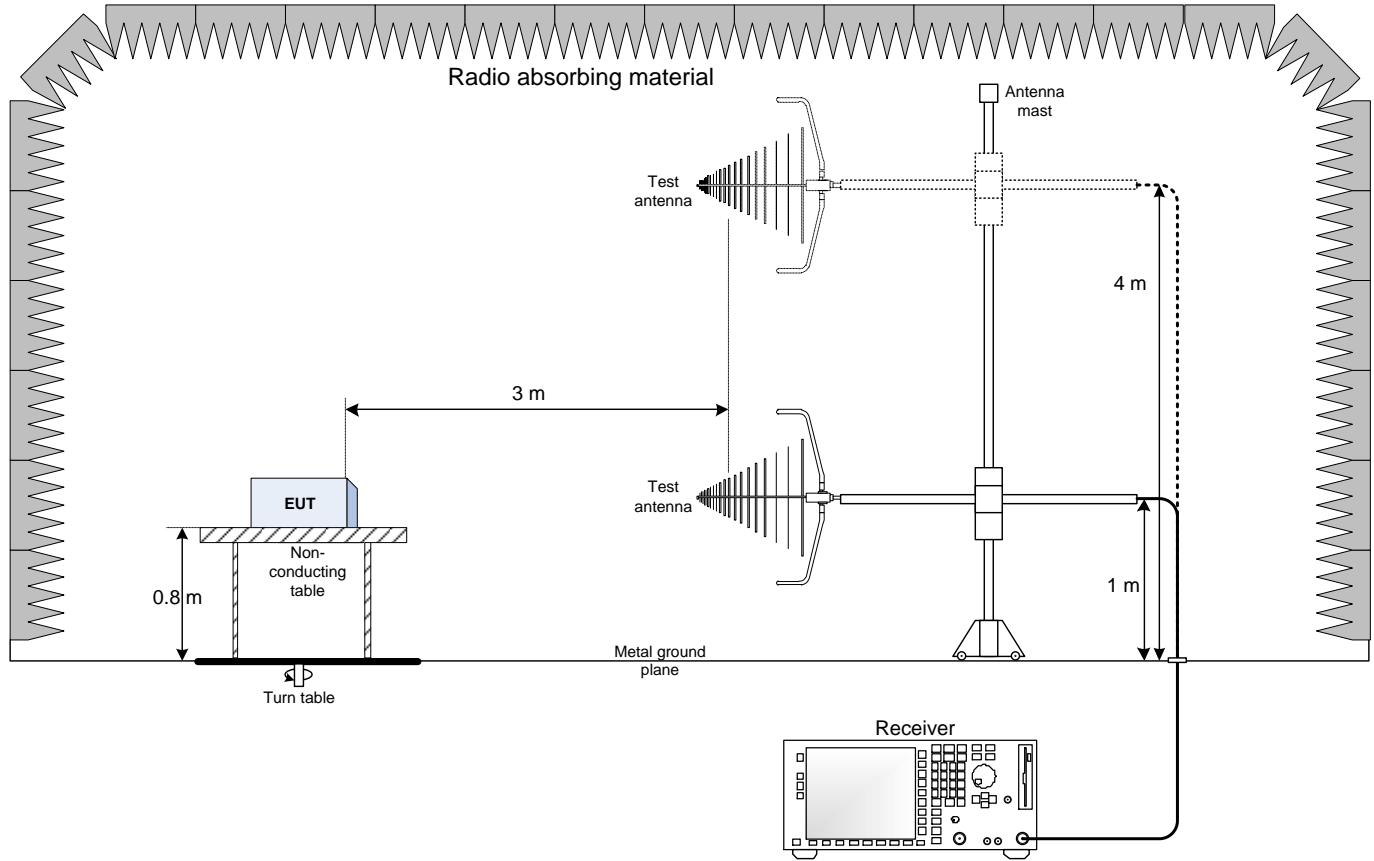 Radio absorbing material
Antenna
mast
Test
antenna
4 m
3 m
Test
antenna
EUT
Non-
conducting
table
0.8 m
1 m
Metal ground
plane
Turn table
Receiver